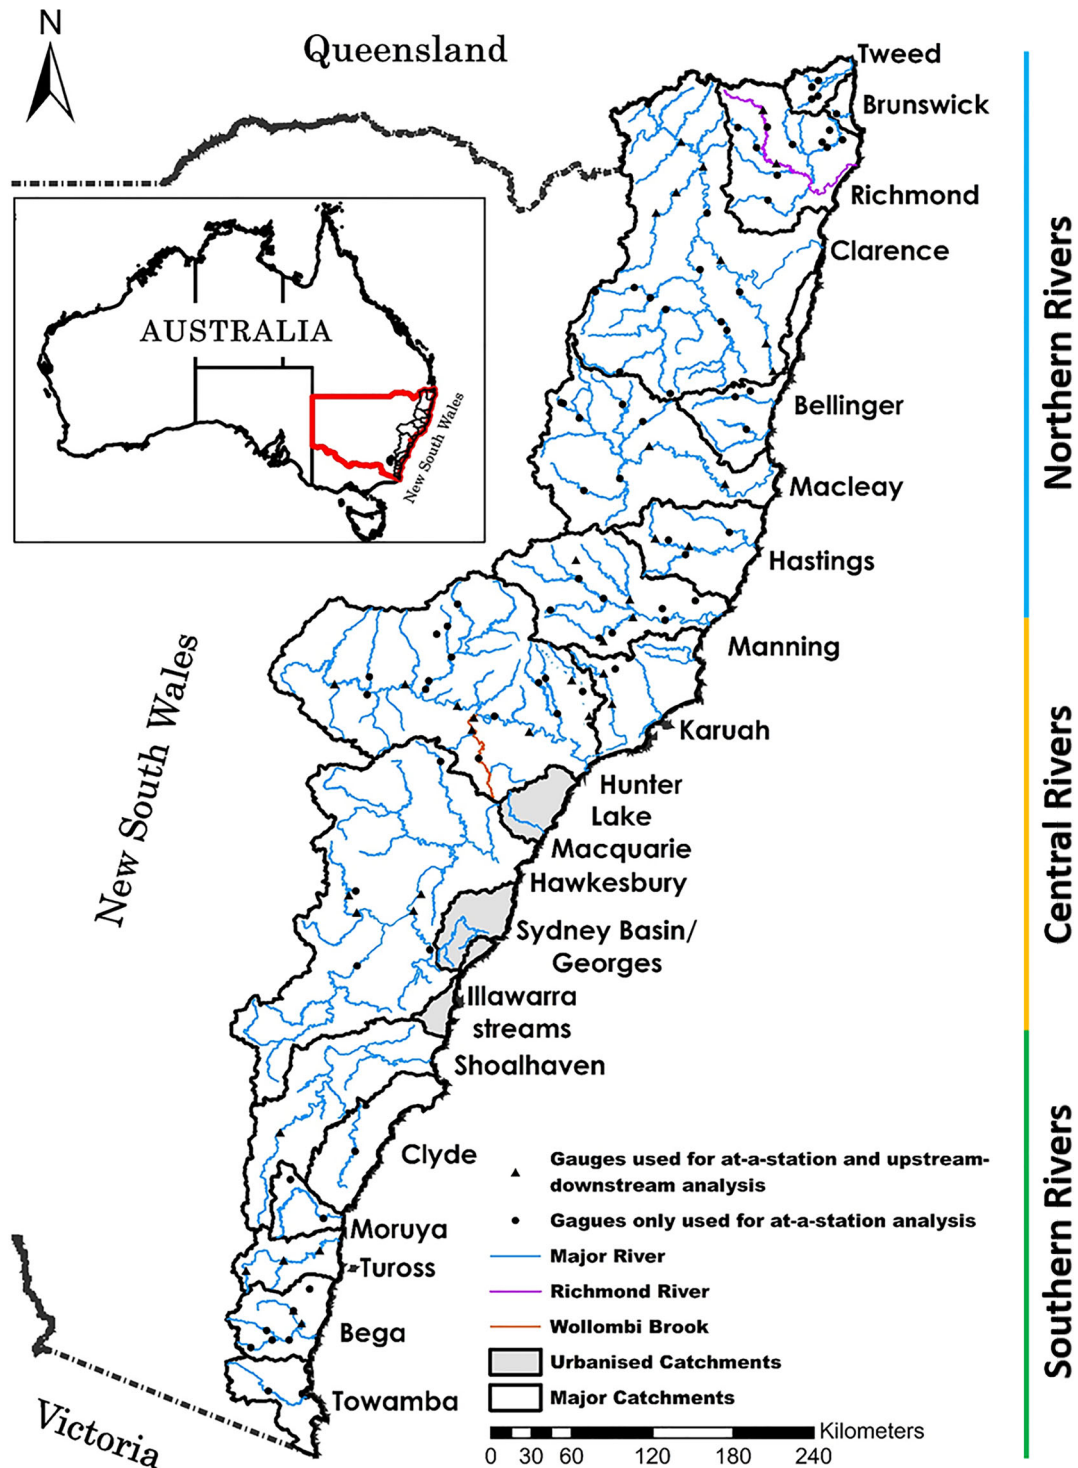 N
Queensland
Tweed
Brunswick
Richmond
Clarence
AUSTRALIA
New South Wales
Bellinger
Macleay
Hastings
Manning
Karuah
Hunter
Lake
Macquarie
Hawkesbury
Sydney Basin/
Georges
Illawarra
streams
Shoalhaven
Clyde
Moruya
Tuross
Bega
Towamba
New South Wales
Victoria
Northern Rivers
Central Rivers
Southern Rivers
Gauges used for at-a-station and upstream-
downstream analysis
Gagues only used for at-a-station analysis
Major River
Richmond River
Wollombi Brook
Urbanised Catchments
Major Catchments
Kilometers
0 30 60 120 180 240